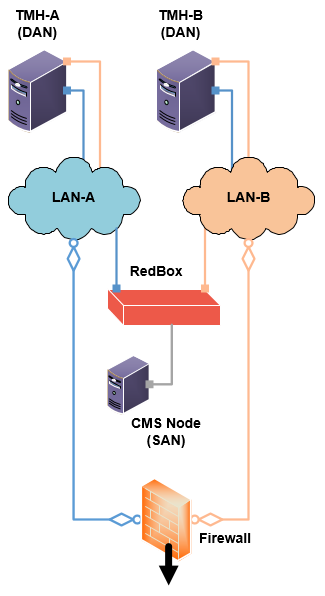 TMH-A
(DAN)
TMH-B
(DAN)
LAN-A
LAN-B
RedBox
CMS Node
(SAN)
Firewall